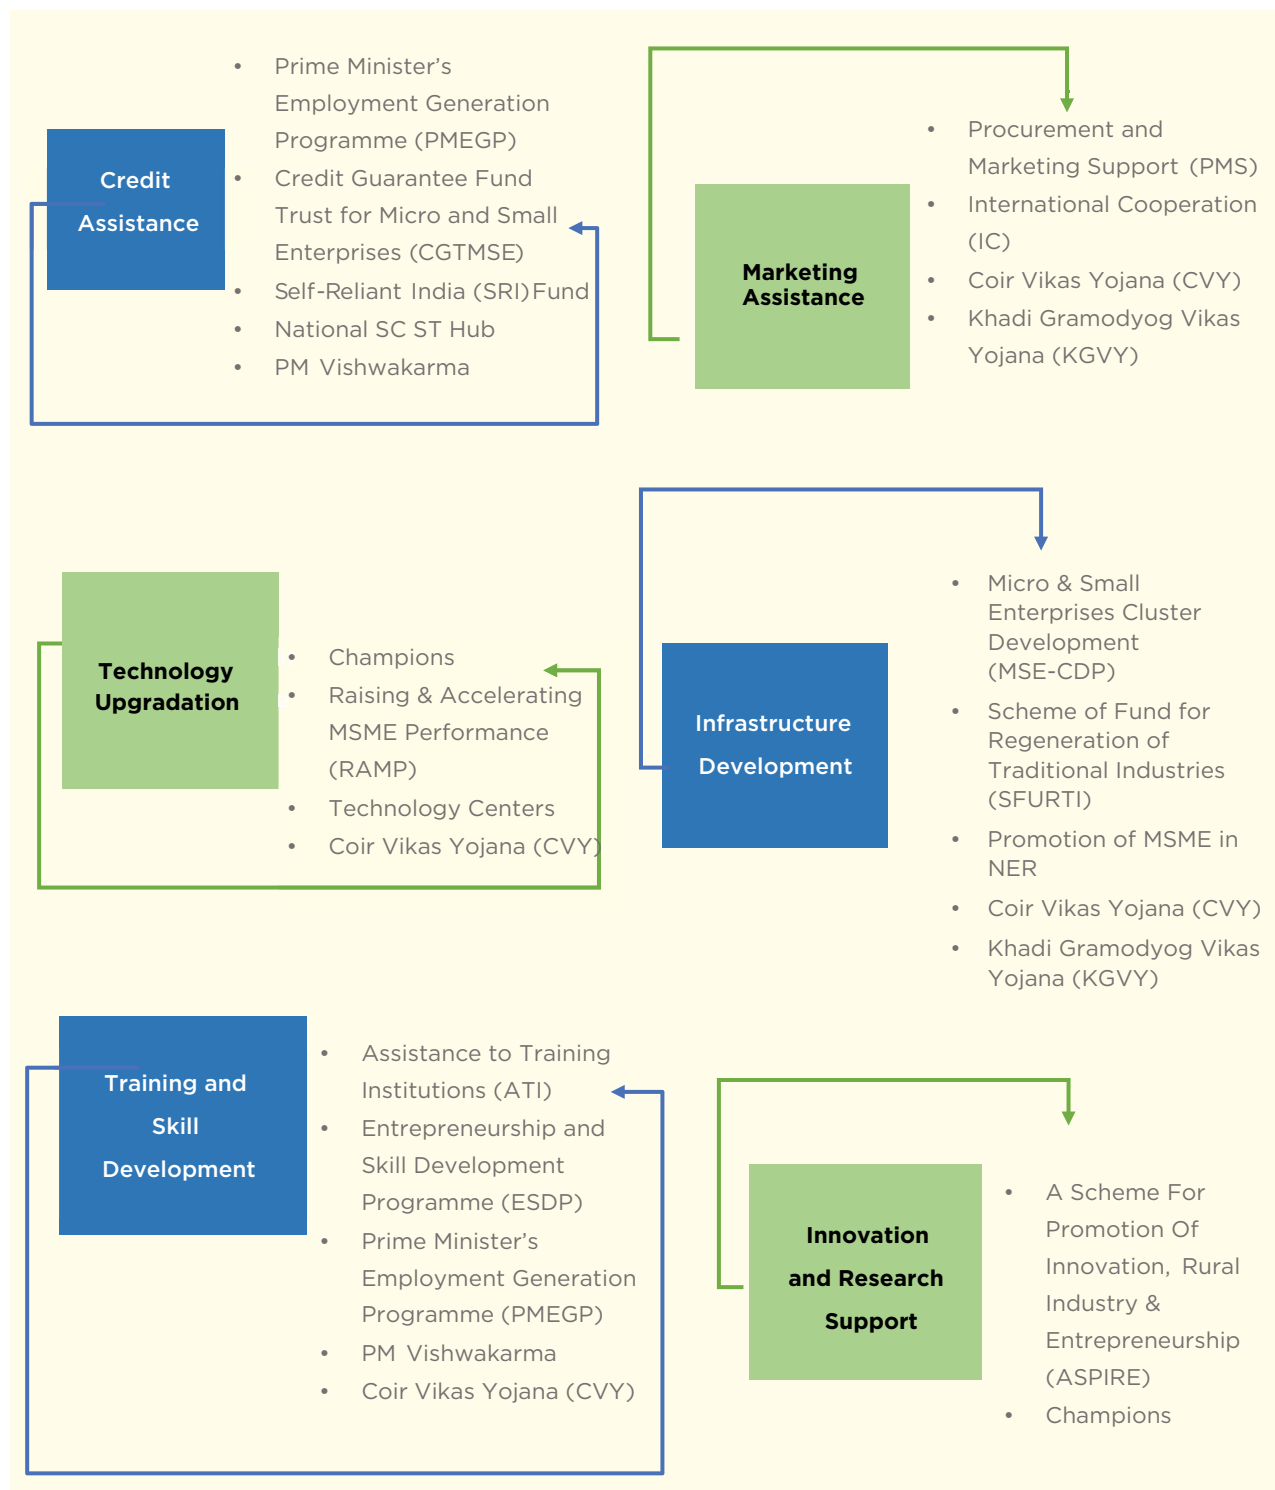 Credit
Assistance
• Prime Minister’s
Employment Generation
Programme (PMEGP)
• Credit Guarantee Fund
Trust for Micro and Small
Enterprises (CGTMSE)
• Self-Reliant India (SRI) Fund
• National SC ST Hub
• PM Vishwakarma
Marketing
Assistance
• Procurement and
Marketing Support (PMS)
• International Cooperation
(IC)
• Coir Vikas Yojana (CVY)
• Khadi Gramodyog Vikas
Yojana (KGVY)
Technology
Upgradation
• Champions
• Raising & Accelerating
MSME Performance
(RAMP)
• Technology Centers
• Coir Vikas Yojana (CVY)
Infrastructure
Development
• Micro & Small
Enterprises Cluster
Development
(MSE-CDP)
• Scheme of Fund for
Regeneration of
Traditional Industries
(SFURTI)
• Promotion of MSME in
NER
• Coir Vikas Yojana (CVY)
• Khadi Gramodyog Vikas
Yojana (KGVY)
Training and
Skill
Development
• Assistance to Training
Institutions (ATI)
• Entrepreneurship and
Skill Development
Programme (ESDP)
• Prime Minister’s
Employment Generation
Programme (PMEGP)
• PM Vishwakarma
• Coir Vikas Yojana (CVY)
Innovation
and Research
Support
• A Scheme For
Promotion Of
Innovation, Rural
Industry &
Entrepreneurship
(ASPIRE)
• Champions